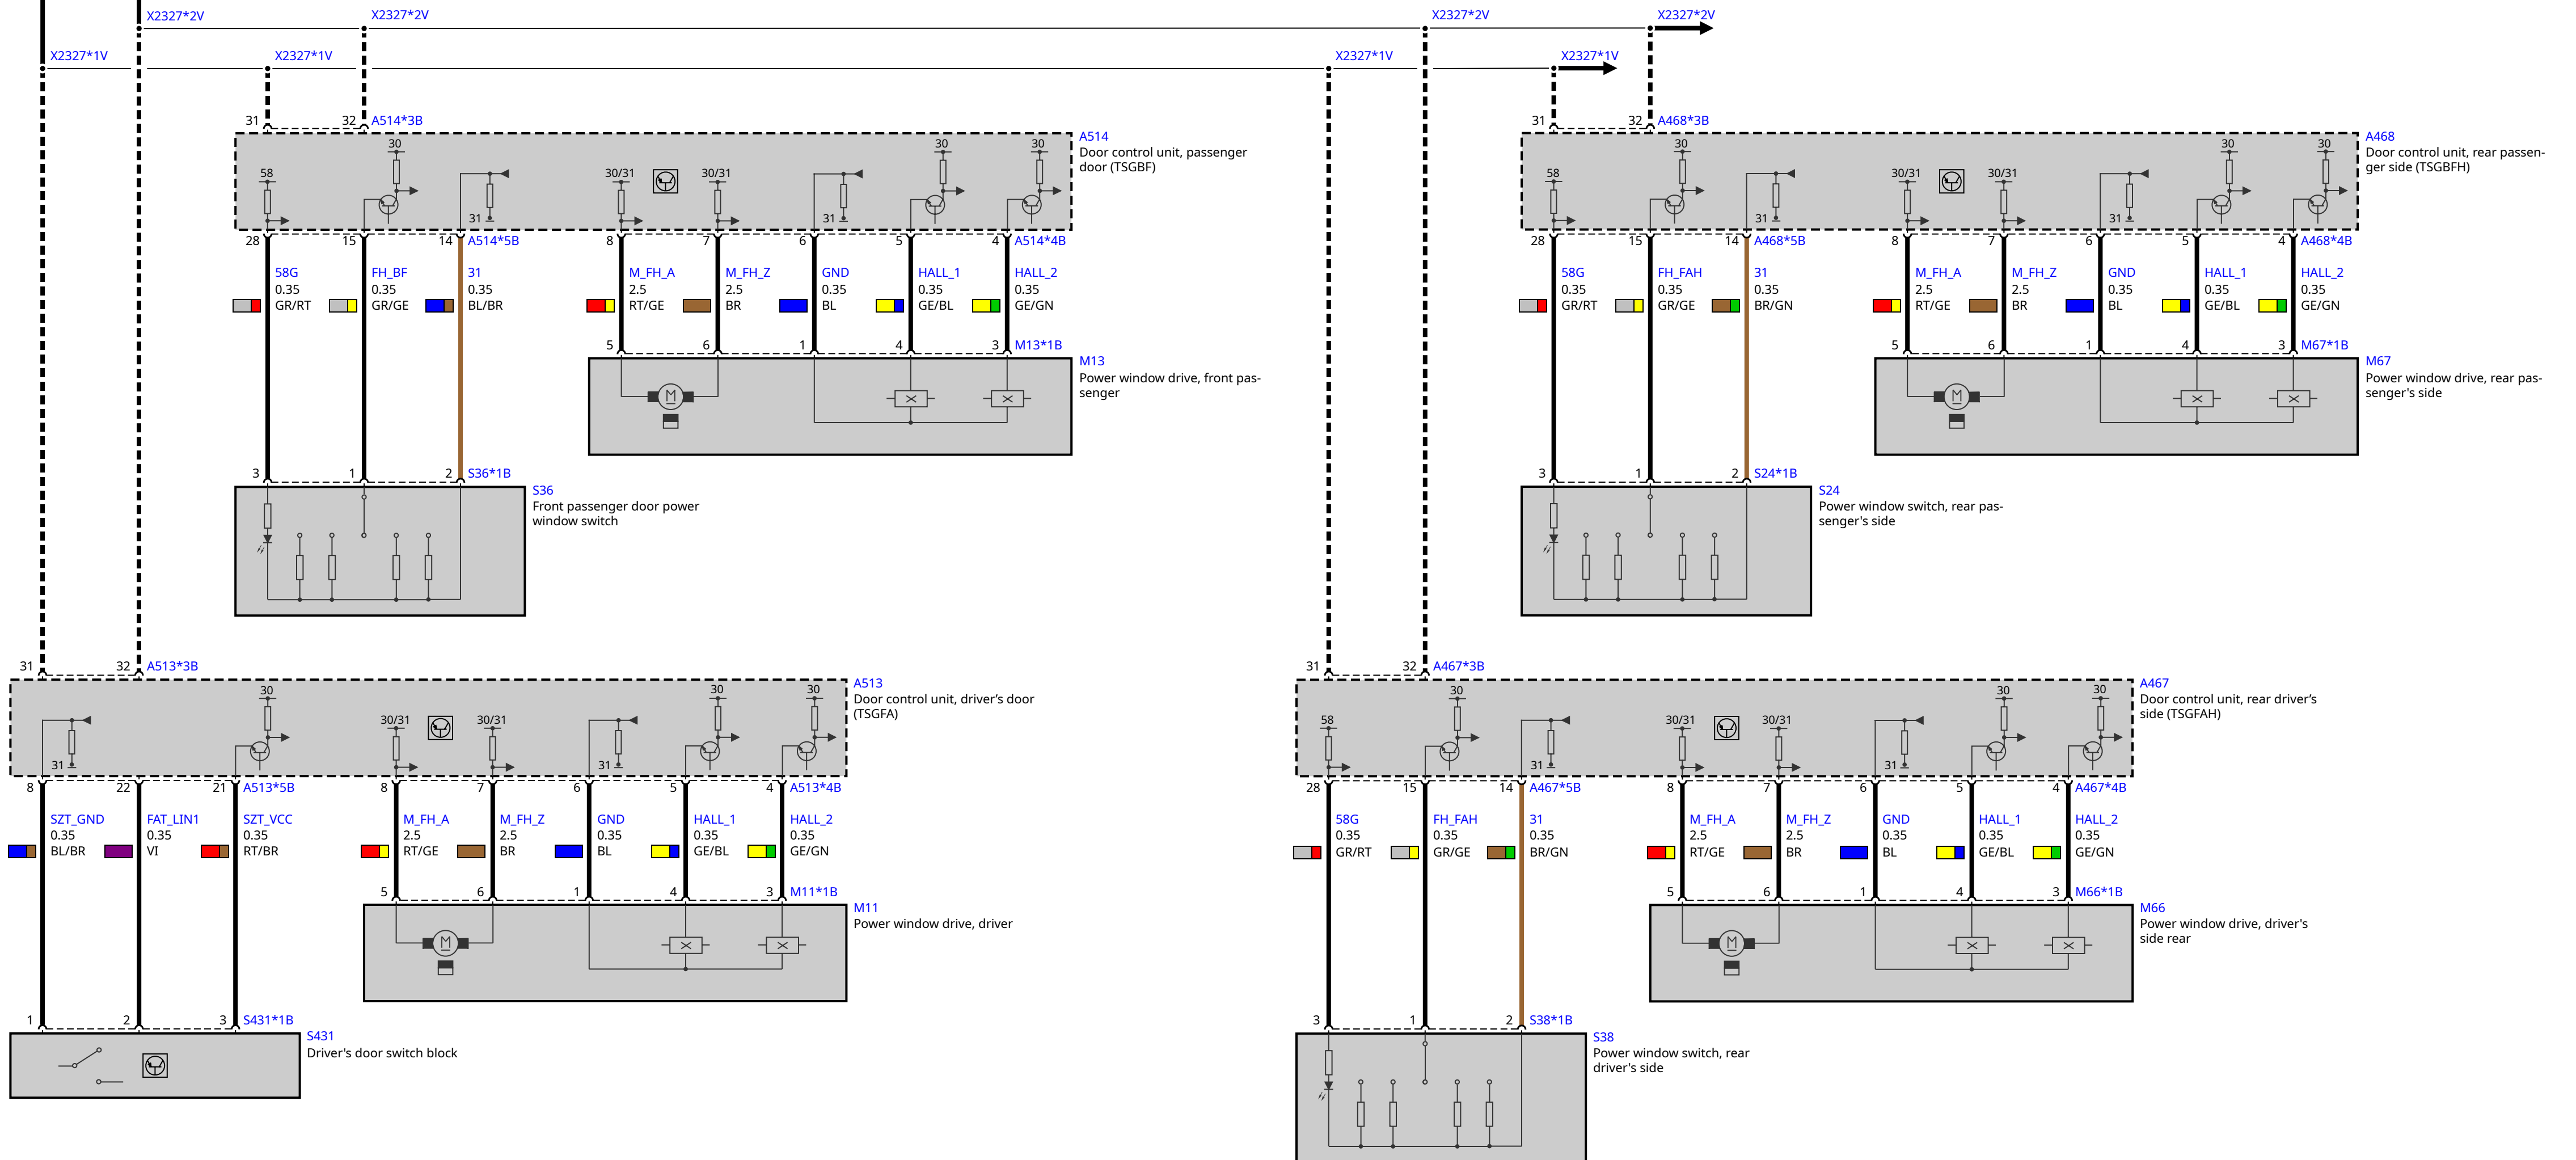 X2327*2V
X2327*2V
X2327*2V
X2327*2V
X2327*1V
X2327*1V
X2327*1V
X2327*1V
31
32
A514*3B
A514
Door control unit, passenger
door (TSGBF)
58
30
31
30/31
30/31
31
30
30
28
15
14
A514*5B
8
7
6
5
4
A514*4B
58G
0.35
GR/RT
FH_BF
0.35
GR/GE
31
0.35
BL/BR
M_FH_A
2.5
RT/GE
M_FH_Z
2.5
BR
GND
0.35
BL
HALL_1
0.35
GE/BL
HALL_2
0.35
GE/GN
5
6
1
4
3
M13*1B
M13
Power window drive, front pas-
senger
M
3
1
2
S36*1B
S36
Front passenger door power
window switch
31
32
A468*3B
A468
Door control unit, rear passen-
ger side (TSGBFH)
58
30
31
30/31
30/31
31
30
30
28
15
14
A468*5B
8
7
6
5
4
A468*4B
58G
0.35
GR/RT
FH_FAH
0.35
GR/GE
31
0.35
BR/GN
M_FH_A
2.5
RT/GE
M_FH_Z
2.5
BR
GND
0.35
BL
HALL_1
0.35
GE/BL
HALL_2
0.35
GE/GN
5
6
1
4
3
M67*1B
M67
Power window drive, rear pas-
senger's side
M
3
1
2
S24*1B
S24
Power window switch, rear pas-
senger's side
31
32
A513*3B
A513
Door control unit, driver’s door
(TSGFA)
31
30
30/31
30/31
31
30
30
8
22
21
A513*5B
8
7
6
5
4
A513*4B
SZT_GND
0.35
BL/BR
FAT_LIN1
0.35
VI
SZT_VCC
0.35
RT/BR
M_FH_A
2.5
RT/GE
M_FH_Z
2.5
BR
GND
0.35
BL
HALL_1
0.35
GE/BL
HALL_2
0.35
GE/GN
5
6
1
4
3
M11*1B
M11
Power window drive, driver
M
1
2
3
S431*1B
S431
Driver's door switch block
31
32
A467*3B
A467
Door control unit, rear driver’s
side (TSGFAH)
58
30
31
30/31
30/31
31
30
30
28
15
14
A467*5B
8
7
6
5
4
A467*4B
58G
0.35
GR/RT
FH_FAH
0.35
GR/GE
31
0.35
BR/GN
M_FH_A
2.5
RT/GE
M_FH_Z
2.5
BR
GND
0.35
BL
HALL_1
0.35
GE/BL
HALL_2
0.35
GE/GN
5
6
1
4
3
M66*1B
M66
Power window drive, driver's
side rear
M
3
1
2
S38*1B
S38
Power window switch, rear
driver's side